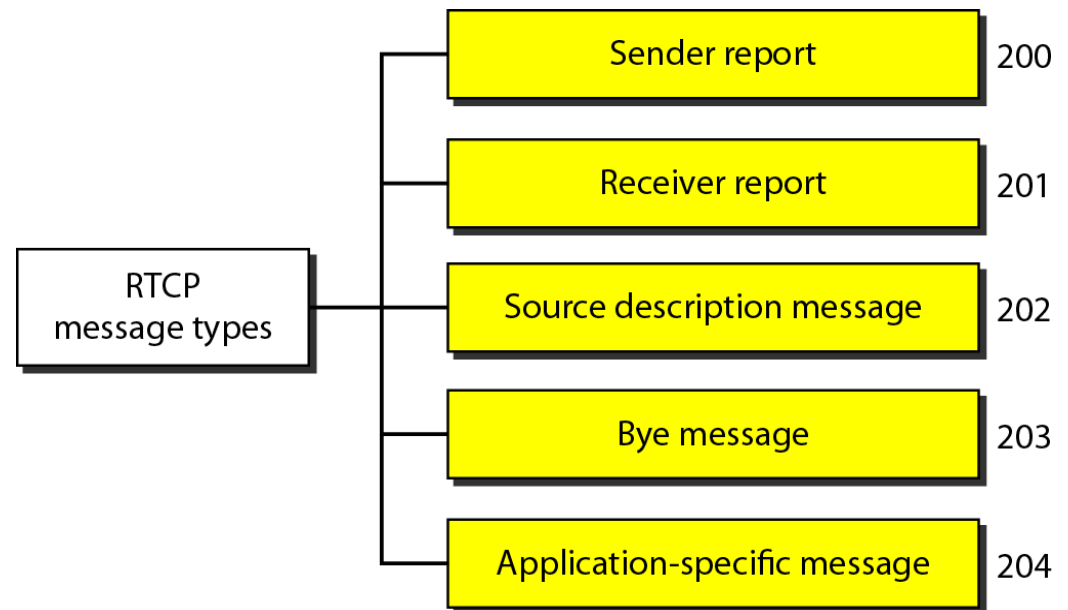 Sender report 200
Receiver report 201
RTCP
message types
Source description message 202
Bye message 203
Application-specific message 204